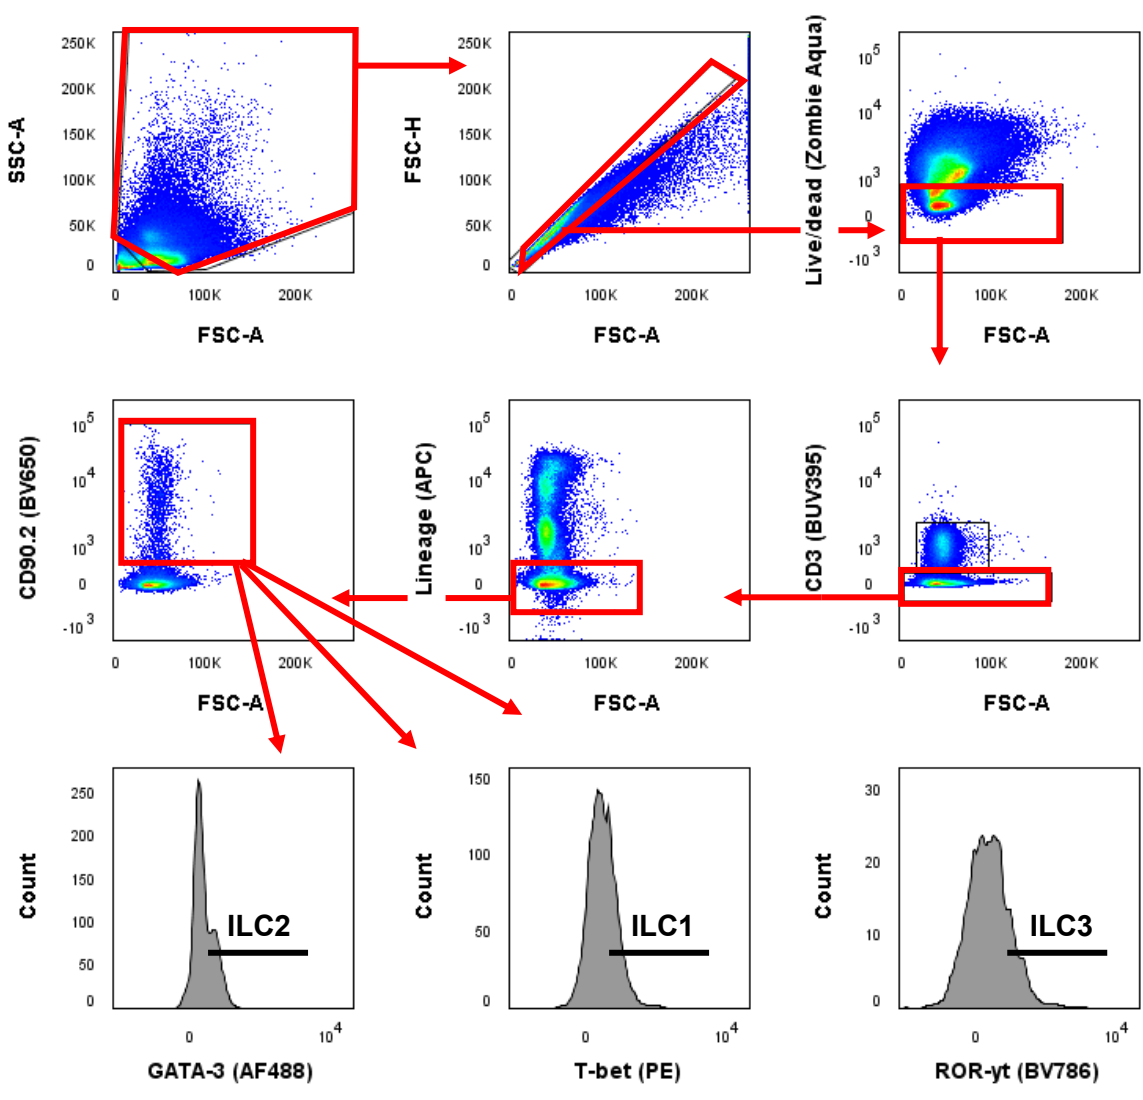 SSC-A
250K
200K
150K
100K
50K
0
0 100K 200K
FSC-A
FSC-H
250K
200K
150K
100K
50K
0
0 100K 200K
FSC-A
Live/dead (Zombie Aqua)
10^5
10^4
10^3
0
-10^3
0 100K 200K
FSC-A
CD90.2 (BV650)
10^5
10^4
10^3
0
-10^3
0 100K 200K
FSC-A
Lineage (APC)
10^5
10^4
10^3
0
-10^3
0 100K 200K
FSC-A
CD3 (BUV395)
10^5
10^4
10^3
0
-10^3
0 100K 200K
FSC-A
Count
250
200
150
100
50
0
ILC2
0 10^4
GATA-3 (AF488)
Count
150
100
50
0
ILC1
0 10^4
T-bet (PE)
Count
30
20
10
0
ILC3
0 10^4
ROR-yt (BV786)